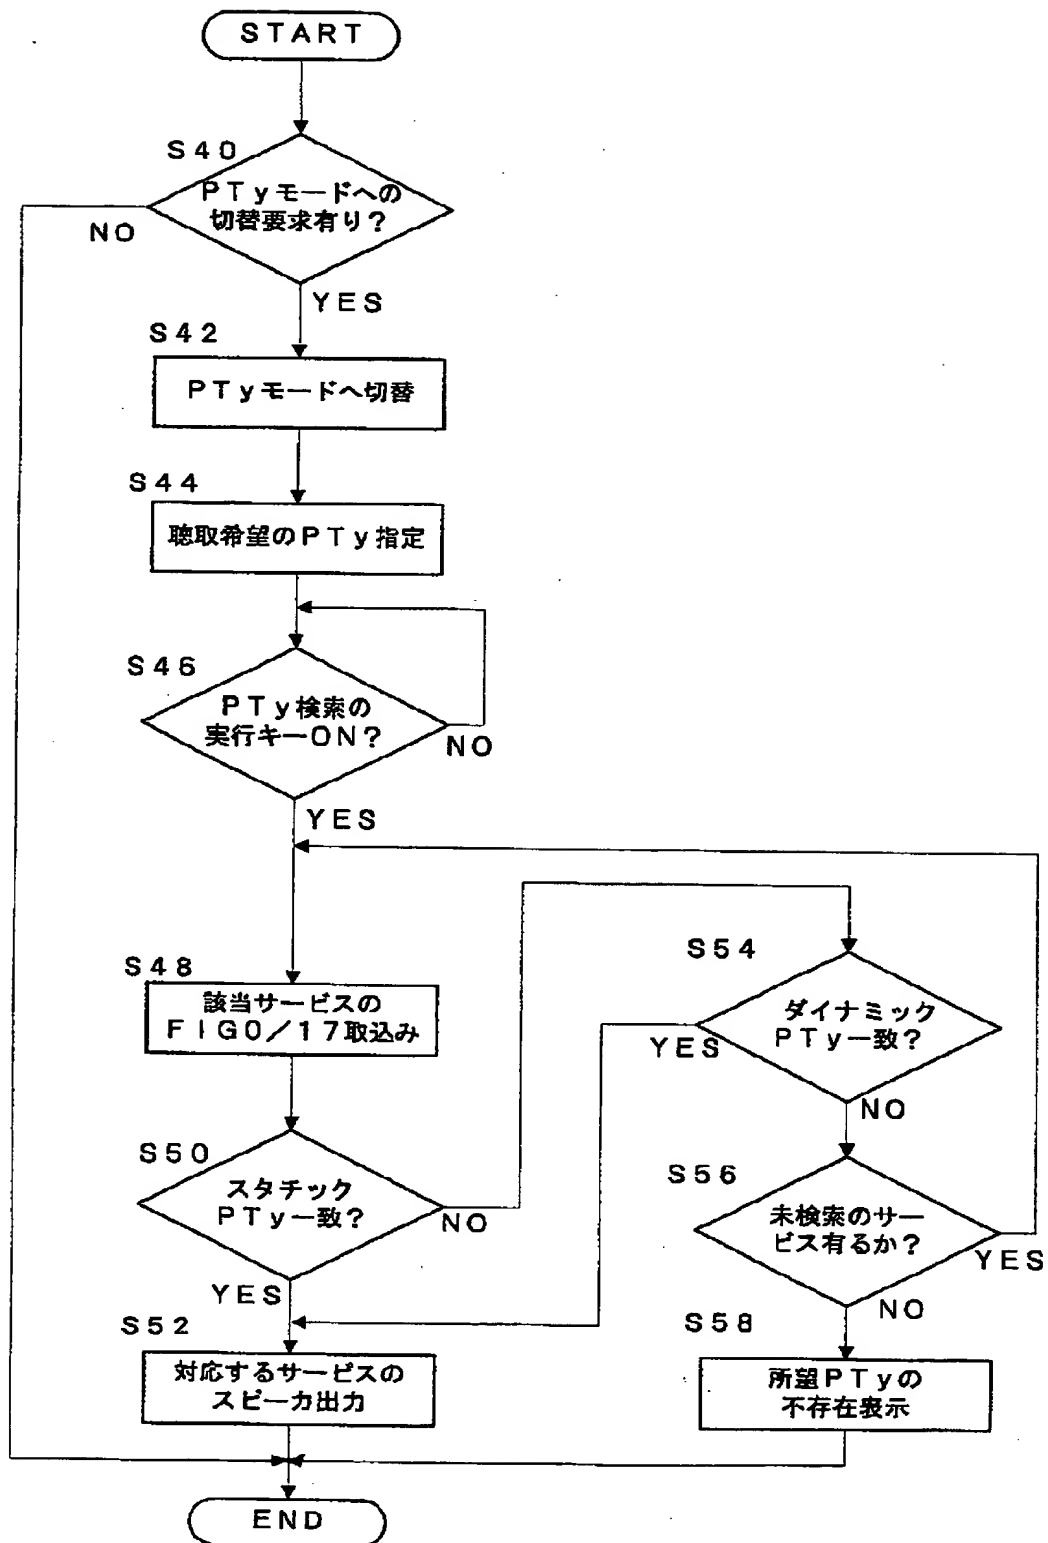 START
S40
PTyモードへの
切替要求有り?
NO
YES
S42
PTyモードへ切替
S44
聴取希望のPTy指定
S46
PTy検索の
実行キーON?
NO
YES
S48
該当サービスの
FIG0/17取込み
S54
ダイナミック
PTy一致?
YES
NO
S50
スタチック
PTy一致?
NO
YES
S56
未検索のサー
ビス有るか?
YES
NO
S52
対応するサービスの
スピーカ出力
S58
所望PTyの
不存在表示
END